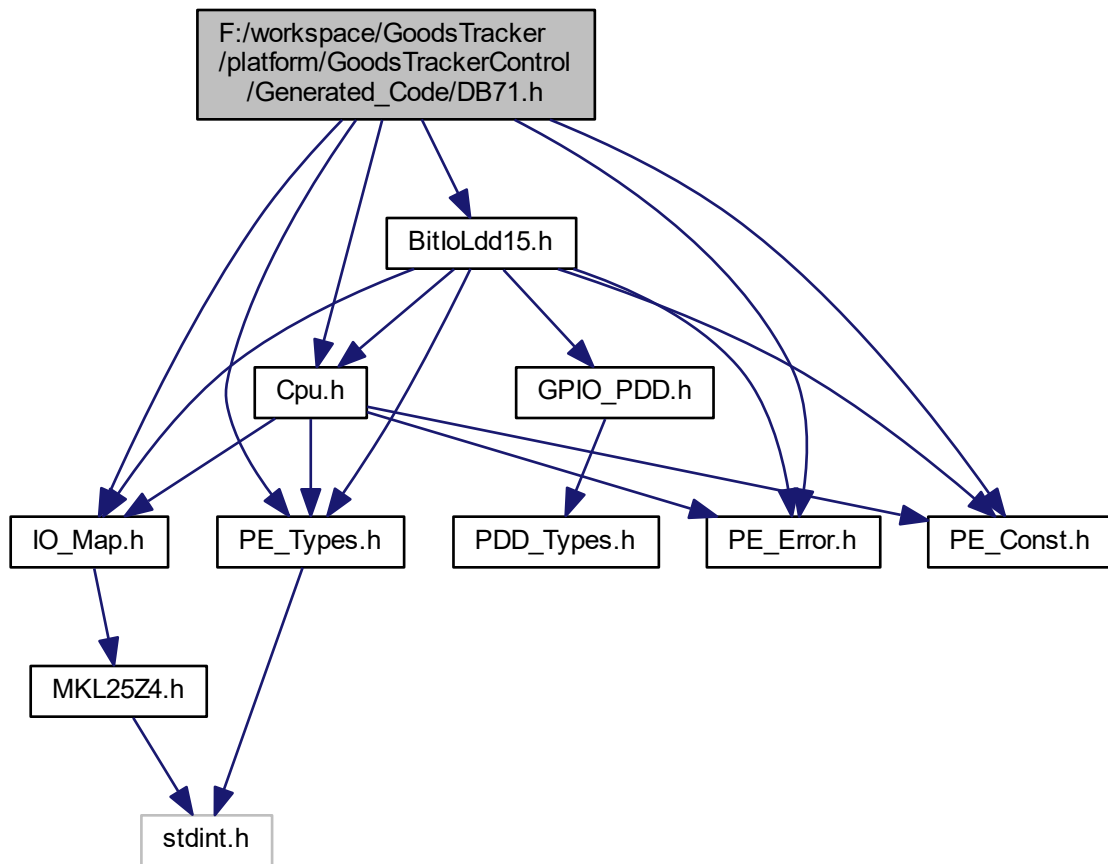 F:/workspace/GoodsTracker
/platform/GoodsTrackerControl
/Generated_Code/DB71.h
BitIoLdd15.h
Cpu.h
GPIO_PDD.h
IO_Map.h
PE_Types.h
PDD_Types.h
PE_Error.h
PE_Const.h
MKL25Z4.h
stdint.h